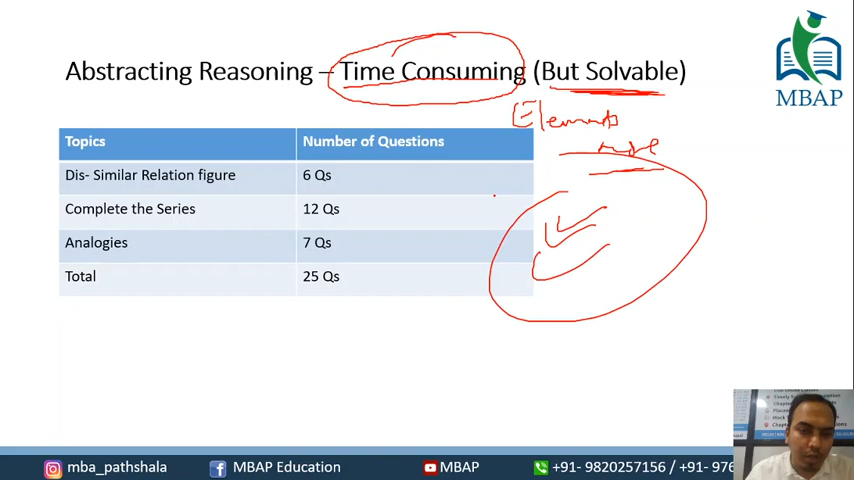 MBAP
Abstracting Reasoning – Time Consuming (But Solvable)
Elements
more
Topics Number of Questions
Dis- Similar Relation figure 6 Qs
Complete the Series 12 Qs
Analogies 7 Qs
Total 25 Qs
mba_pathshala MBAP Education MBAP +91- 9820257156 / +91- 976